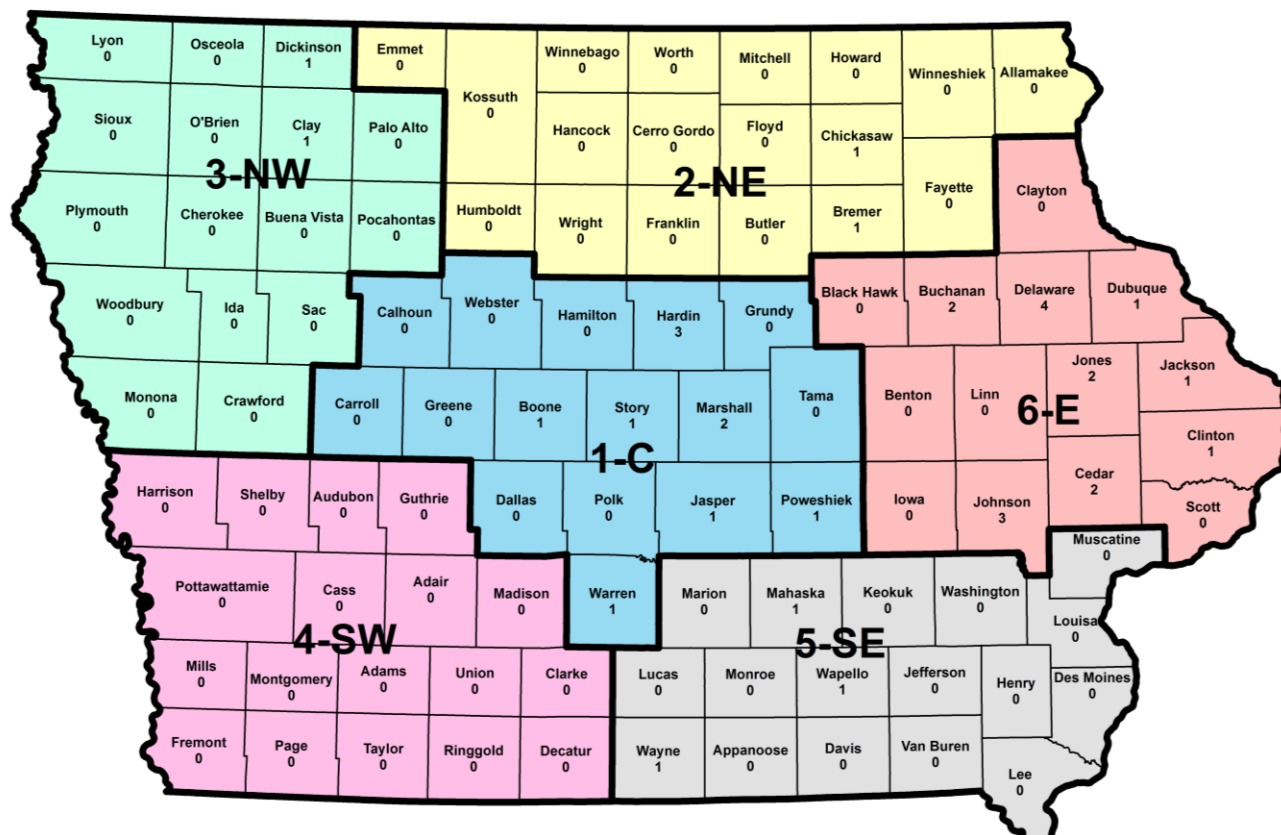 Lyon
0
Osceola
0
Dickinson
1
Emmet
0
Kossuth
0
Winnebago
0
Worth
0
Mitchell
0
Howard
0
Winneshiek
0
Allamakee
0
Sioux
0
O'Brien
0
Clay
1
Palo Alto
0
Hancock
0
Cerro Gordo
0
Floyd
0
Chickasaw
1
3-NW
2-NE
Fayette
0
Clayton
0
Plymouth
0
Cherokee
0
Buena Vista
0
Pocahontas
0
Humboldt
0
Wright
0
Franklin
0
Butler
0
Bremer
1
Woodbury
0
Ida
0
Sac
0
Calhoun
0
Webster
0
Hamilton
0
Hardin
3
Grundy
0
Black Hawk
0
Buchanan
2
Delaware
4
Dubuque
1
Monona
0
Crawford
0
Carroll
0
Greene
0
Boone
1
Story
1
Marshall
2
Tama
0
Benton
0
Linn
0
Jones
2
Jackson
1
6-E
1-C
Clinton
1
Harrison
0
Shelby
0
Audubon
0
Guthrie
0
Dallas
0
Polk
0
Jasper
1
Poweshiek
1
Iowa
0
Johnson
3
Cedar
2
Scott
0
Muscatine
0
Pottawattamie
0
Cass
0
Adair
0
Madison
0
Warren
1
Marion
0
Mahaska
1
Keokuk
0
Washington
0
Louisa
0
4-SW
5-SE
Mills
0
Montgomery
0
Adams
0
Union
0
Clarke
0
Lucas
0
Monroe
0
Wapello
1
Jefferson
0
Henry
0
Des Moines
0
Fremont
0
Page
0
Taylor
0
Ringgold
0
Decatur
0
Wayne
1
Appanoose
0
Davis
0
Van Buren
0
Lee
0